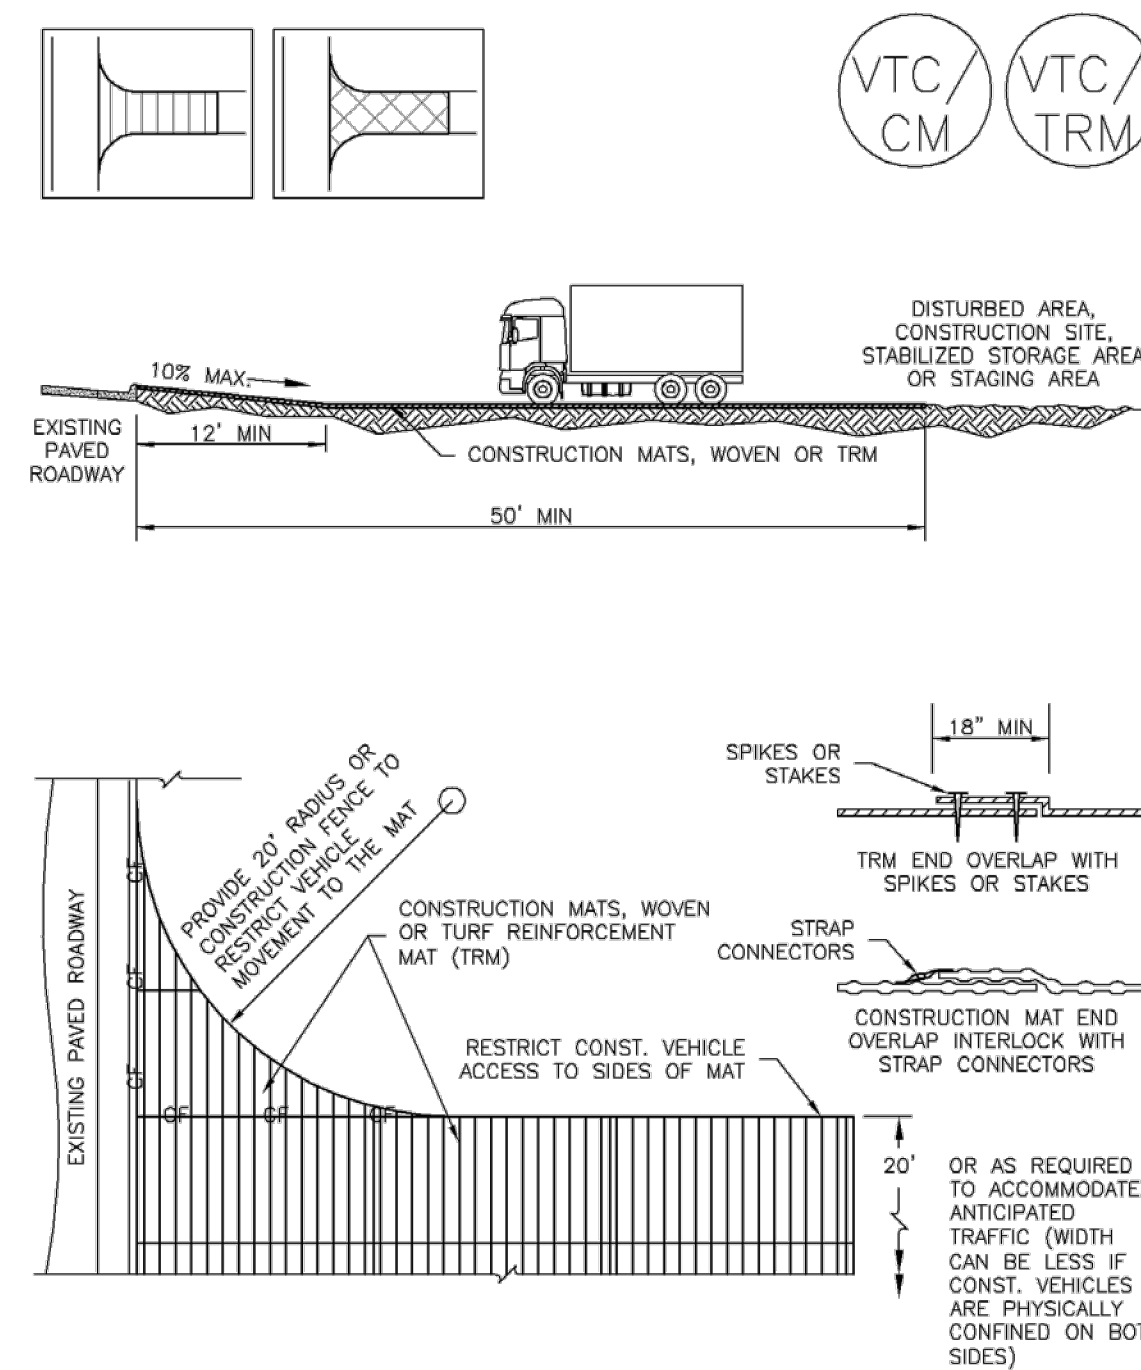 VTC/
CM
VTC/
TRM
DISTURBED AREA,
CONSTRUCTION SITE,
STABILIZED STORAGE AREA
OR STAGING AREA
10% MAX.
EXISTING
PAVED
ROADWAY
12' MIN
CONSTRUCTION MATS, WOVEN OR TRM
50' MIN
PROVIDE 20' RADIUS OR
CONSTRUCTION FENCE TO
RESTRICT VEHICLE
MOVEMENT TO THE MAT
18" MIN
SPIKES OR
STAKES
TRM END OVERLAP WITH
SPIKES OR STAKES
CONSTRUCTION MATS, WOVEN
OR TURF REINFORCEMENT
MAT (TRM)
STRAP
CONNECTORS
CONSTRUCTION MAT END
OVERLAP INTERLOCK WITH
STRAP CONNECTORS
RESTRICT CONST. VEHICLE
ACCESS TO SIDES OF MAT
EXISTING PAVED ROADWAY
CF
CF
CF
CF CF CF
20'
OR AS REQUIRED
TO ACCOMMODATE
ANTICIPATED
TRAFFIC (WIDTH
CAN BE LESS IF
CONST. VEHICLES
ARE PHYSICALLY
CONFINED ON BOT
SIDES)